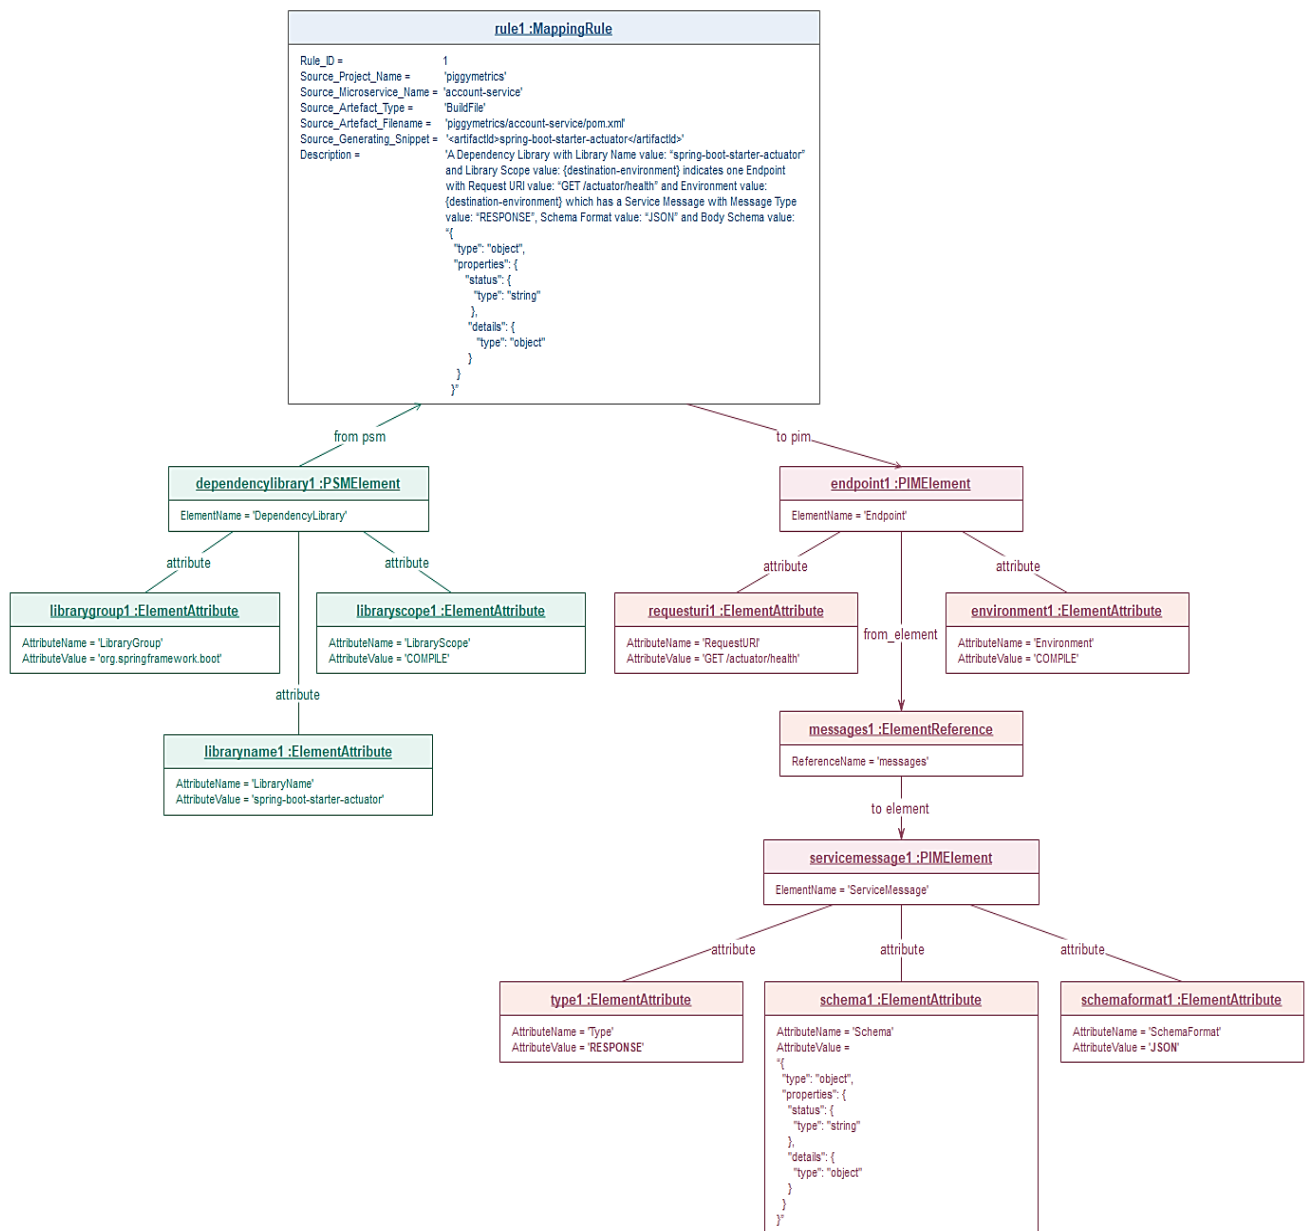 rule1 :MappingRule
Rule_ID = 1
Source_Project_Name = 'piggymetrics'
Source_Microservice_Name = 'account-service'
Source_Artefact_Type = 'BuildFile'
Source_Artefact_Filename = 'piggymetrics/account-service/pom.xml'
Source_Generating_Snippet = '<artifactId>spring-boot-starter-actuator</artifactId>'
Description = 'A Dependency Library with Library Name value: “spring-boot-starter-actuator”
and Library Scope value: {destination-environment} indicates one Endpoint
with Request URI value: “GET /actuator/health” and Environment value:
{destination-environment} which has a Service Message with Message Type
value: “RESPONSE”, Schema Format value: “JSON” and Body Schema value:
“{
"type": "object",
"properties": {
"status": {
"type": "string"
},
"details": {
"type": "object"
}
}
}”
from psm
to pim
dependencylibrary1 :PSMElement
ElementName = 'DependencyLibrary'
endpoint1 :PIMElement
ElementName = 'Endpoint'
attribute
attribute
attribute
attribute
librarygroup1 :ElementAttribute
AttributeName = 'LibraryGroup'
AttributeValue = 'org.springframework.boot'
libraryscope1 :ElementAttribute
AttributeName = 'LibraryScope'
AttributeValue = 'COMPILE'
requesturi1 :ElementAttribute
AttributeName = 'RequestURI'
AttributeValue = 'GET /actuator/health'
from_element
environment1 :ElementAttribute
AttributeName = 'Environment'
AttributeValue = 'COMPILE'
attribute
libraryname1 :ElementAttribute
AttributeName = 'LibraryName'
AttributeValue = 'spring-boot-starter-actuator'
messages1 :ElementReference
ReferenceName = 'messages'
to element
servicemessage1 :PIMElement
ElementName = 'ServiceMessage'
attribute
attribute
attribute
type1 :ElementAttribute
AttributeName = 'Type'
AttributeValue = 'RESPONSE'
schema1 :ElementAttribute
AttributeName = 'Schema'
AttributeValue =
“{
"type": "object",
"properties": {
"status": {
"type": "string"
},
"details": {
"type": "object"
}
}
}”
schemaformat1 :ElementAttribute
AttributeName = 'SchemaFormat'
AttributeValue = 'JSON'